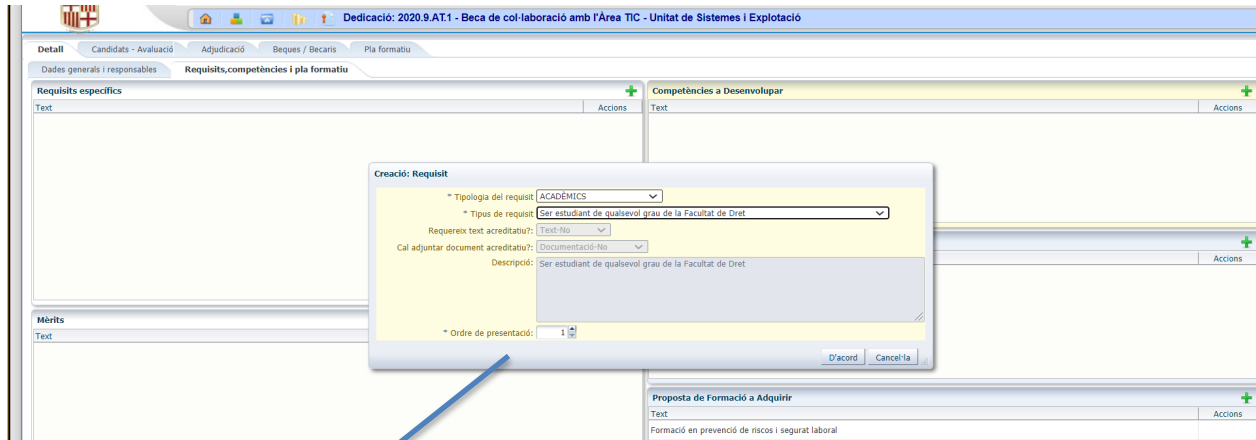 Dedicació: 2020.9.AT.1 - Beca de col·laboració amb l'Àrea TIC - Unitat de Sistemes i Explotació
Detall Candidats - Avaluació Adjudicació Beques / Becaris Pla formatiu
Dades generals i responsables Requisits,competències i pla formatiu
Requisits específics
Text Accions
Competències a Desenvolupar
Text Accions
Creació: Requisit
* Tipologia del requisit ACADÈMICS
* Tipus de requisit Ser estudiant de qualsevol grau de la Facultat de Dret
Requereix text acreditatiu?: Text-No
Cal adjuntar document acreditatiu?: Documentació-No
Descripció: Ser estudiant de qualsevol grau de la Facultat de Dret
* Ordre de presentació: 1
D'acord Cancel·la
Accions
Mèrits
Text
Proposta de Formació a Adquirir
Text Accions
Formació en prevenció de riscos i segurat laboral